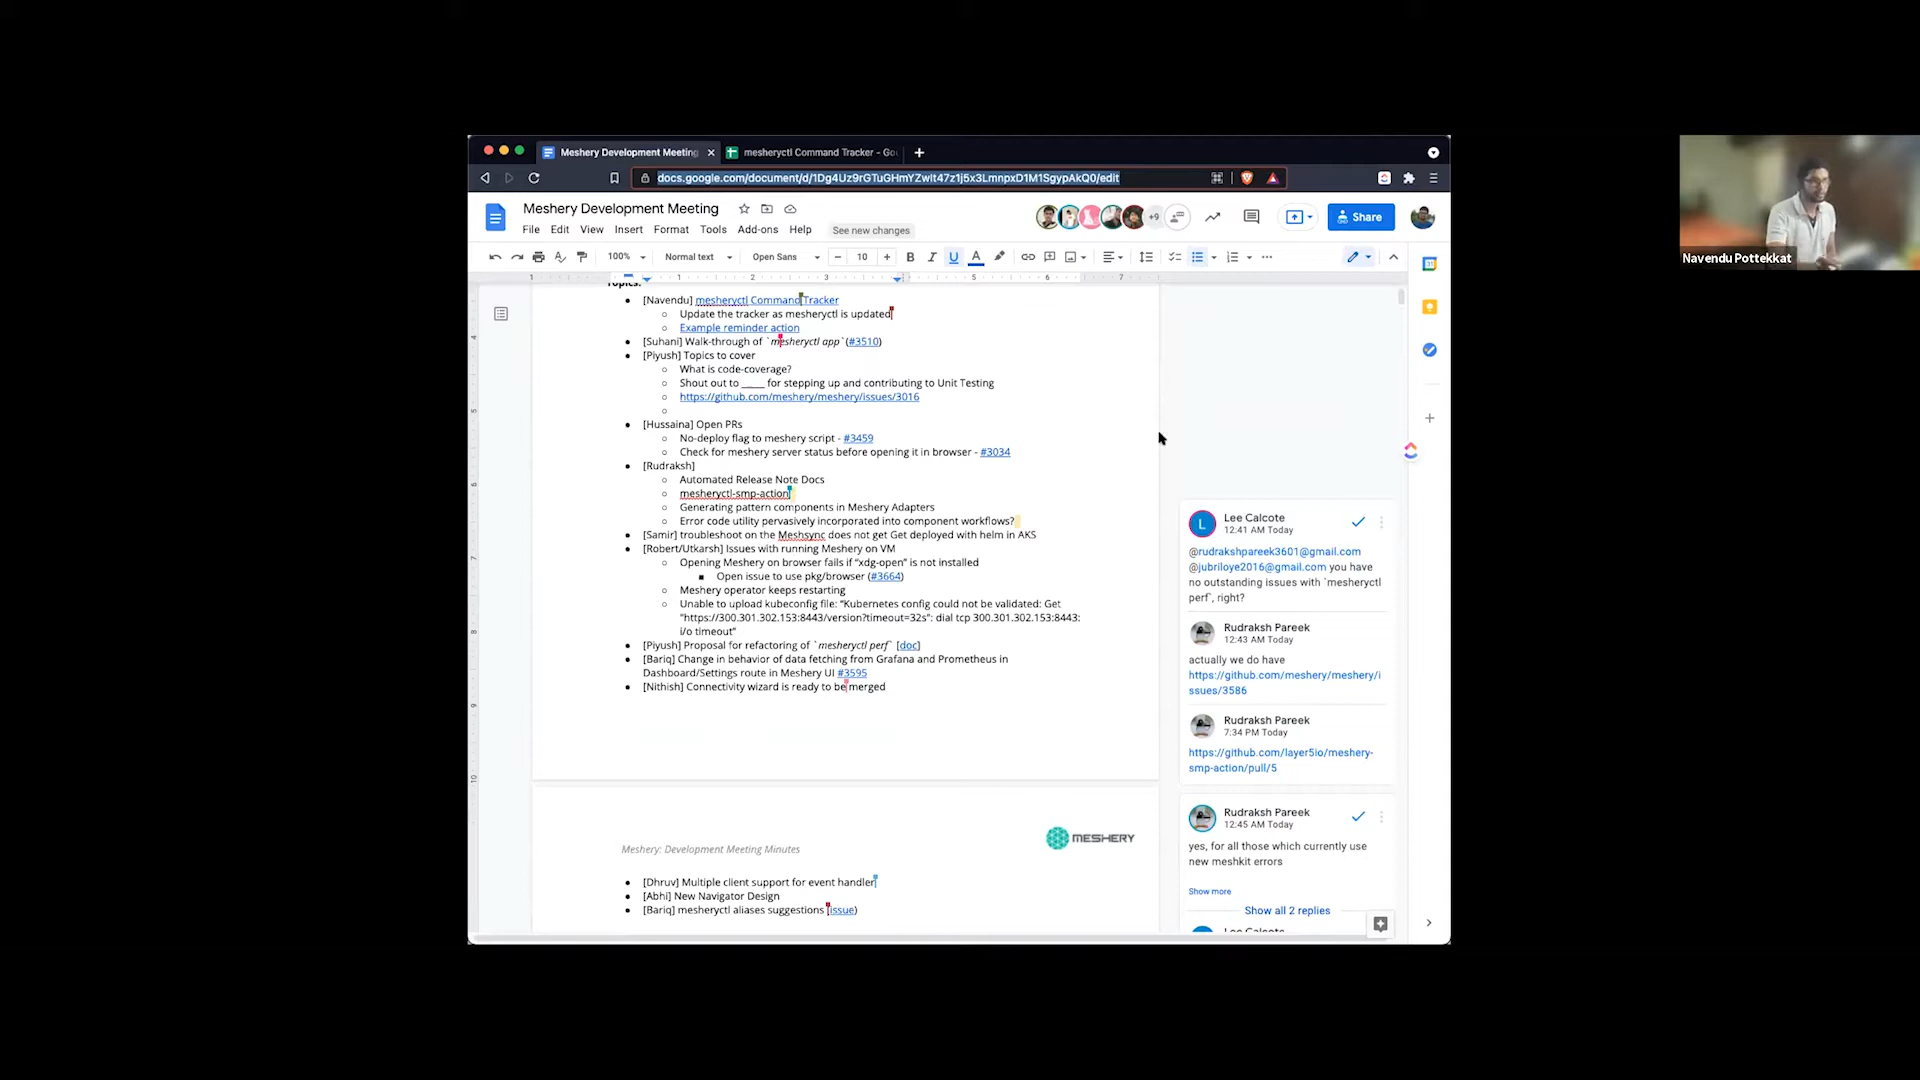 Meshery Development Meeting
mesheryctl Command Tracker - Go
docs.google.com/document/d/1Dg4Uz9rGTuGHmYZwIt47z1j5x3LmnpxD1M1SgypAkQ0/edit
Meshery Development Meeting
+9
Share
File Edit View Insert Format Tools Add-ons Help See new changes
100% Normal text Open Sans 10
Topics:
[Navendu] mesheryctl Command Tracker
Update the tracker as mesheryctl is updated
Example reminder action
[Suhani] Walk-through of `mesheryctl app` (#3510)
[Piyush] Topics to cover
What is code-coverage?
Shout out to _____ for stepping up and contributing to Unit Testing
https://github.com/meshery/meshery/issues/3016
[Hussaina] Open PRs
No-deploy flag to meshery script - #3459
Check for meshery server status before opening it in browser - #3034
[Rudraksh]
Automated Release Note Docs
mesheryctl-smp-action
Generating pattern components in Meshery Adapters
Error code utility pervasively incorporated into component workflows?
[Samir] troubleshoot on the Meshsync does not get Get deployed with helm in AKS
[Robert/Utkarsh] Issues with running Meshery on VM
Opening Meshery on browser fails if “xdg-open” is not installed
Open issue to use pkg/browser (#3664)
Meshery operator keeps restarting
Unable to upload kubeconfig file: “Kubernetes config could not be validated: Get
"https://300.301.302.153:8443/version?timeout=32s": dial tcp 300.301.302.153:8443:
i/o timeout”
[Piyush] Proposal for refactoring of `mesheryctl perf` [doc]
[Bariq] Change in behavior of data fetching from Grafana and Prometheus in
Dashboard/Settings route in Meshery UI #3595
[Nithish] Connectivity wizard is ready to be merged
Meshery: Development Meeting Minutes
MESHERY
[Dhruv] Multiple client support for event handler
[Abhi] New Navigator Design
[Bariq] mesheryctl aliases suggestions (issue)
L
Lee Calcote
12:41 AM Today
@rudrakshpareek3601@gmail.com
@jubriloye2016@gmail.com you have
no outstanding issues with `mesheryctl
perf`, right?
Rudraksh Pareek
12:43 AM Today
actually we do have
https://github.com/meshery/meshery/i
ssues/3586
Rudraksh Pareek
7:34 PM Today
https://github.com/layer5io/meshery-
smp-action/pull/5
Rudraksh Pareek
12:45 AM Today
yes, for all those which currently use
new meshkit errors
Show more
Show all 2 replies
Lee Calcote
Navendu Pottekkat